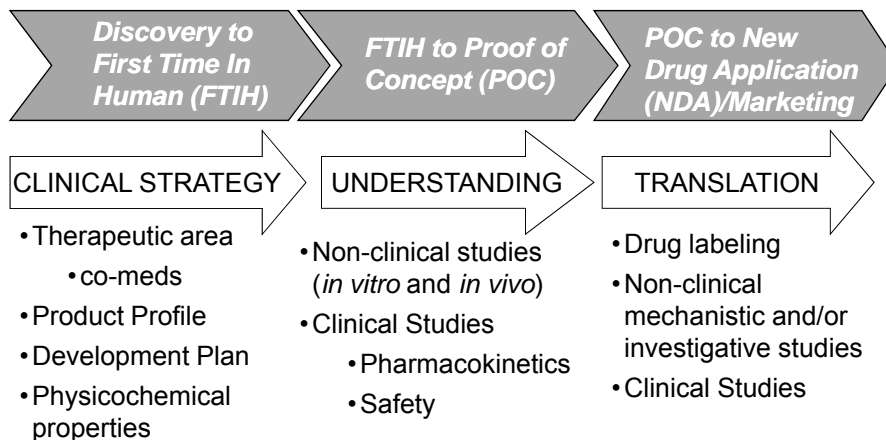 Discovery to
First Time In
Human (FTIH)
FTIH to Proof of
Concept (POC)
POC to New
Drug Application
(NDA)/Marketing
CLINICAL STRATEGY
UNDERSTANDING
TRANSLATION
•Therapeutic area
•co-meds
•Product Profile
•Development Plan
•Physicochemical
properties
•Non-clinical studies
(in vitro and in vivo)
•Clinical Studies
•Pharmacokinetics
•Safety
•Drug labeling
•Non-clinical
mechanistic and/or
investigative studies
•Clinical Studies